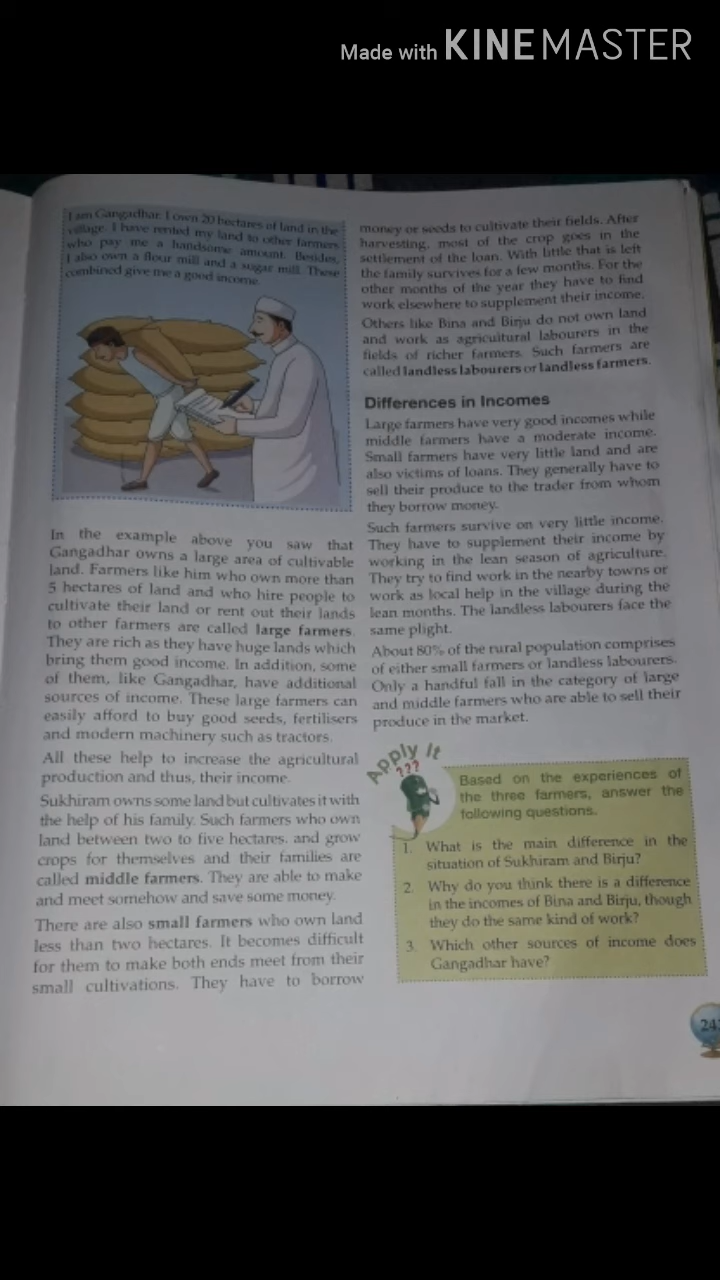 Made with KINEMASTER
I am Gangadhar. I own 20 hectares of land in the
village. I have rented my land to other farmers
who pay me a handsome amount. Besides,
I also own a flour mill and a sugar mill. These
combined give me a good income.
In the example above you saw that
Gangadhar owns a large area of cultivable
land. Farmers like him who own more than
5 hectares of land and who hire people to
cultivate their land or rent out their lands
to other farmers are called large farmers.
They are rich as they have huge lands which
bring them good income. In addition, some
of them, like Gangadhar, have additional
sources of income. These large farmers can
easily afford to buy good seeds, fertilisers
and modern machinery such as tractors.
All these help to increase the agricultural
production and thus, their income.
Sukhiram owns some land but cultivates it with
the help of his family. Such farmers who own
land between two to five hectares, and grow
crops for themselves and their families are
called middle farmers. They are able to make
and meet somehow and save some money.
There are also small farmers who own land
less than two hectares. It becomes difficult
for them to make both ends meet from their
small cultivations. They have to borrow
money or seeds to cultivate their fields. After
harvesting, most of the crop goes in the
settlement of the loan. With little that is left
the family survives for a few months. For the
other months of the year they have to find
work elsewhere to supplement their income.
Others like Bina and Birju do not own land
and work as agricultural labourers in the
fields of richer farmers. Such farmers are
called landless labourers or landless farmers.
Differences in Incomes
Large farmers have very good incomes while
middle farmers have a moderate income.
Small farmers have very little land and are
also victims of loans. They generally have to
sell their produce to the trader from whom
they borrow money.
Such farmers survive on very little income.
They have to supplement their income by
working in the lean season of agriculture.
They try to find work in the nearby towns or
work as local help in the village during the
lean months. The landless labourers face the
same plight.
About 80% of the rural population comprises
of either small farmers or landless labourers.
Only a handful fall in the category of large
and middle farmers who are able to sell their
produce in the market.
Apply It
???
Based on the experiences of
the three farmers, answer the
following questions.
1. What is the main difference in the
situation of Sukhiram and Birju?
2. Why do you think there is a difference
in the incomes of Bina and Birju, though
they do the same kind of work?
3. Which other sources of income does
Gangadhar have?